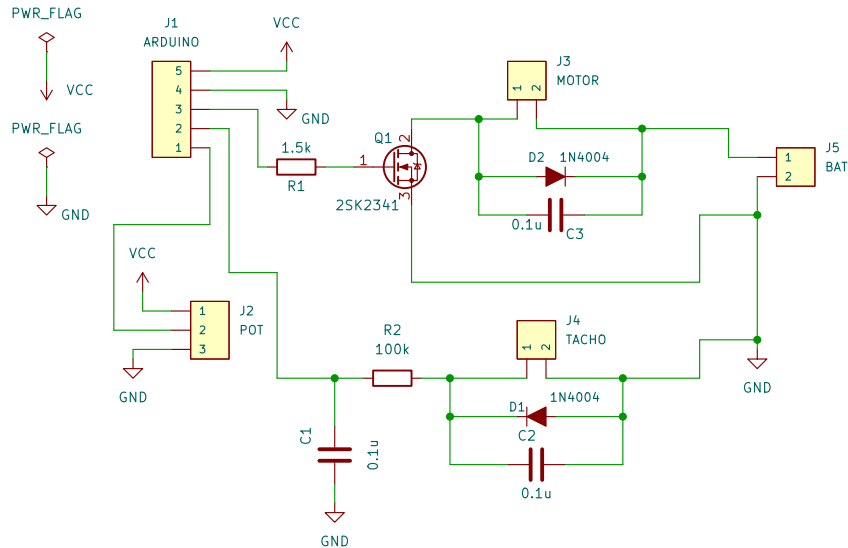 PWR_FLAG
VCC
PWR_FLAG
GND
J1
ARDUINO
5
4
3
2
1
VCC
GND
1.5k
R1
Q1
1
2
3
2SK2341
J3
MOTOR
1
2
D2
1N4004
0.1u
C3
J5
BAT
1
2
VCC
J2
POT
1
2
3
GND
R2
100k
J4
TACHO
1
2
GND
D1
1N4004
C2
0.1u
C1
0.1u
GND